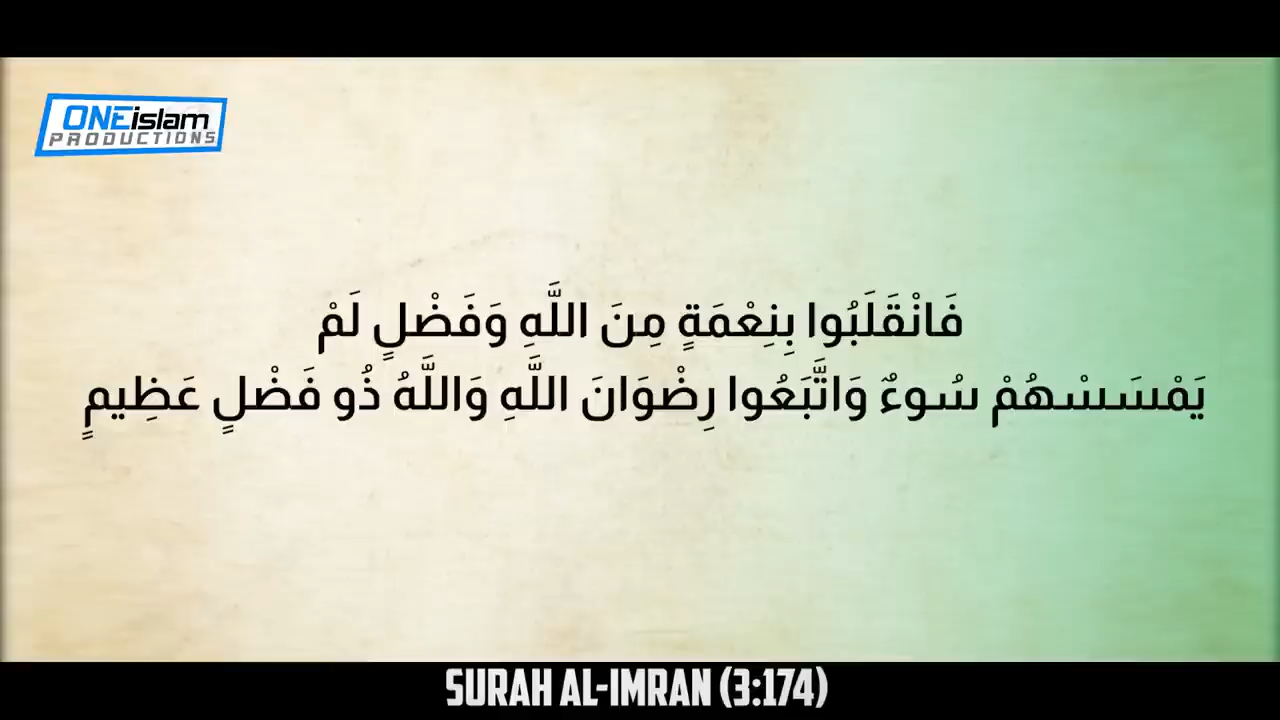 ONEislam
PRODUCTIONS
فَانْقَلَبُوا بِنِعْمَةٍ مِنَ اللَّهِ وَفَضْلٍ لَمْ
يَمْسَسْهُمْ سُوءٌ وَاتَّبَعُوا رِضْوَانَ اللَّهِ وَاللَّهُ ذُو فَضْلٍ عَظِيمٍ
SURAH AL-IMRAN (3:174)